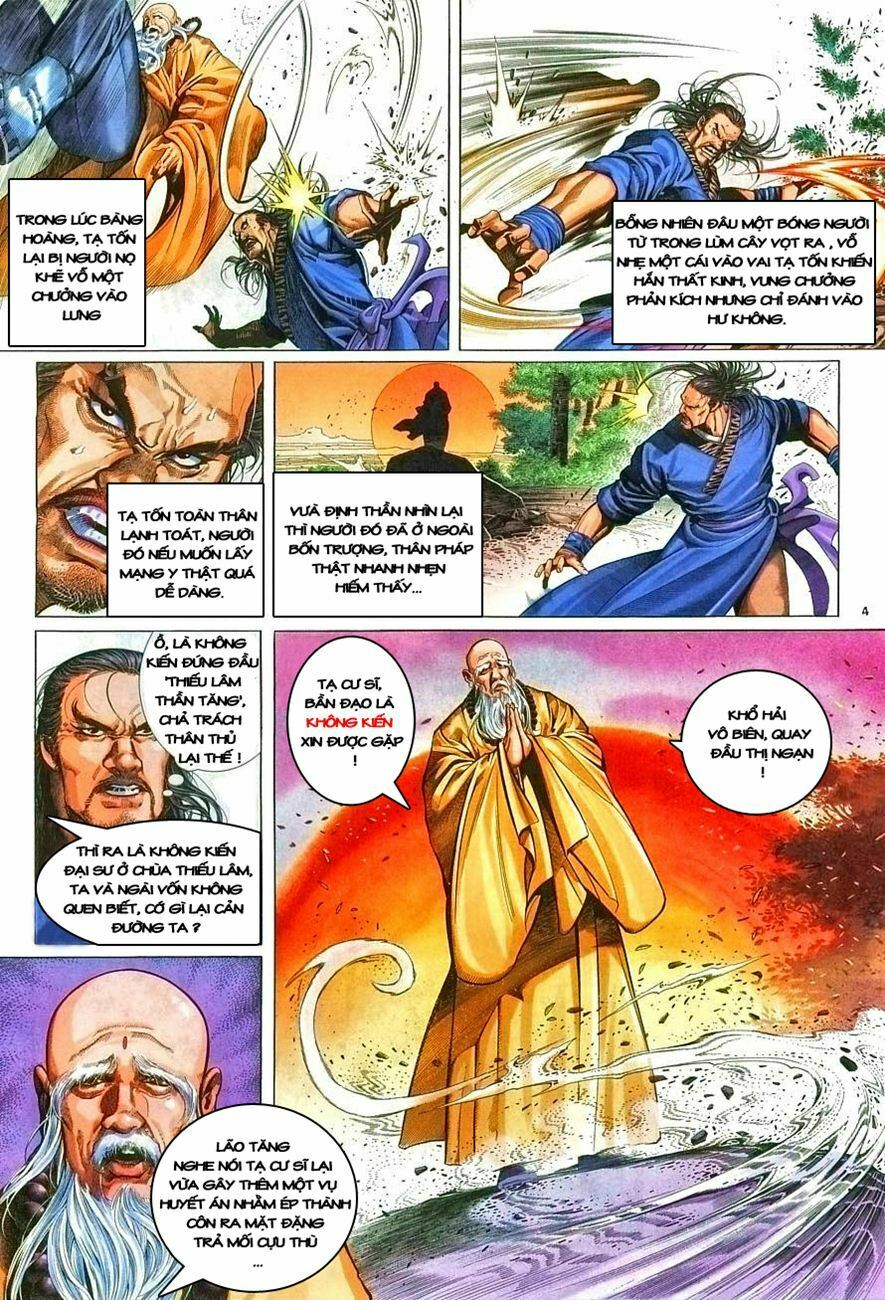 BỖNG NHIÊN ĐÂU MỘT BÓNG NGƯỜI
TỪ TRONG LÙM CÂY VỌT RA , VỖ
NHẸ MỘT CÁI VÀO VAI TẠ TỐN KHIẾN
HẮN THẤT KINH, VUNG CHƯỞNG
PHẢN KÍCH NHƯNG CHỈ ĐÁNH VÀO
HƯ KHÔNG.
TRONG LÚC BÀNG
HOÀNG, TẠ TỐN
LẠI BỊ NGƯỜI NỌ
KHẼ VỖ MỘT
CHƯỞNG VÀO
LƯNG
VƯÀ ĐỊNH THẦN NHÌN LẠI
THÌ NGƯỜI ĐÓ ĐÃ Ở NGOÀI
BỐN TRƯỢNG, THÂN PHÁP
THẬT NHANH NHẸN
HIẾM THẤY...
TẠ TỐN TOÀN THÂN
LẠNH TOÁT, NGƯỜI
ĐÓ NẾU MUỐN LẤY
MẠNG Y THẬT QUÁ
DỄ DÀNG.
4
KHỔ HẢI
VÔ BIÊN, QUAY
ĐẦU THỊ NGẠN
!
TẠ CƯ SĨ,
BẦN ĐẠO LÀ
KHÔNG KIẾN
XIN ĐƯỢC GẶP
!
Ồ, LÀ KHÔNG
KIẾN ĐỨNG ĐẦU
'THIẾU LÂM
THẦN TĂNG',
CHẢ TRÁCH
THÂN THỦ
LẠI THẾ !
THÌ RA LÀ KHÔNG KIẾN
ĐẠI SƯ Ở CHÙA THIẾU LÂM,
TA VÀ NGÀI VỐN KHÔNG
QUEN BIẾT, CỚ GÌ LẠI CẢN
ĐƯỜNG TA ?
LÃO TĂNG
NGHE NÓI TẠ CƯ SĨ LẠI
VỪA GÂY THÊM MỘT VỤ
HUYẾT ÁN NHẰM ÉP THÀNH
CÔN RA MẶT ĐẶNG
TRẢ MỐI CỰU THÙ
...